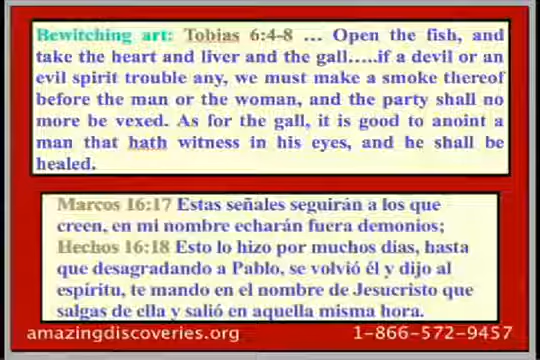 Bewitching art: Tobias 6:4-8 ... Open the fish, and
take the heart and liver and the gall.....if a devil or an
evil spirit trouble any, we must make a smoke thereof
before the man or the woman, and the party shall no
more be vexed. As for the gall, it is good to anoint a
man that hath witness in his eyes, and he shall be
healed.
Marcos 16:17 Estas señales seguirán a los que
creen, en mi nombre echarán fuera demonios;
Hechos 16:18 Esto lo hizo por muchos dias, hasta
que desagradando a Pablo, se volvió él y dijo al
espíritu, te mando en el nombre de Jesucristo que
salgas de ella y salió en aquella misma hora.
amazingdiscoveries.org 1-866-572-9457